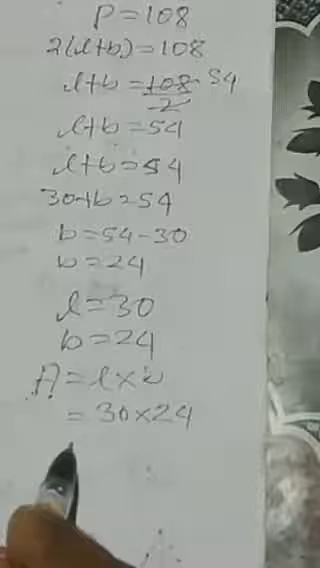 P=108
2(l+b)=108
l+b=108/2 54
l+b=54
l+b=54
30+b=54
b=54-30
b=24
l=30
b=24
A=l×b
=30×24